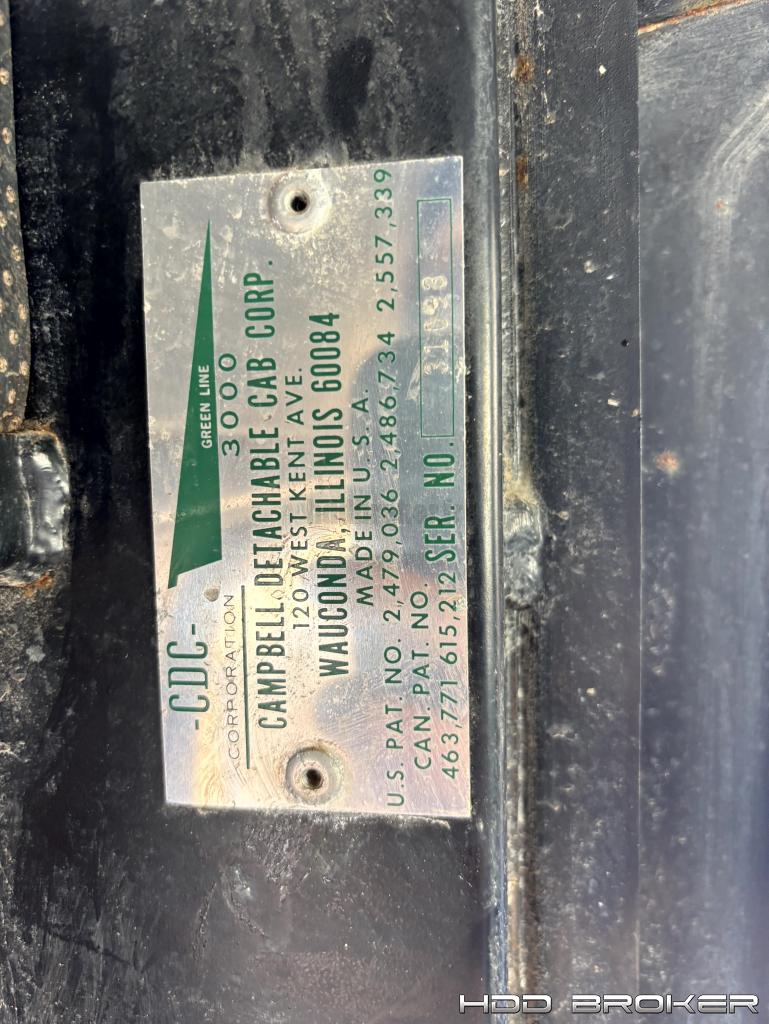 -CDC-
CORPORATION
GREEN LINE
3000
CAMPBELL DETACHABLE CAB CORP.
120 WEST KENT AVE.
WAUCONDA, ILLINOIS 60084
MADE IN U.S.A.
U.S. PAT. NO. 2,479,036 2,486,734 2,557,339
CAN. PAT. NO.
463,771 615,212 SER. NO.
HDD BROKER